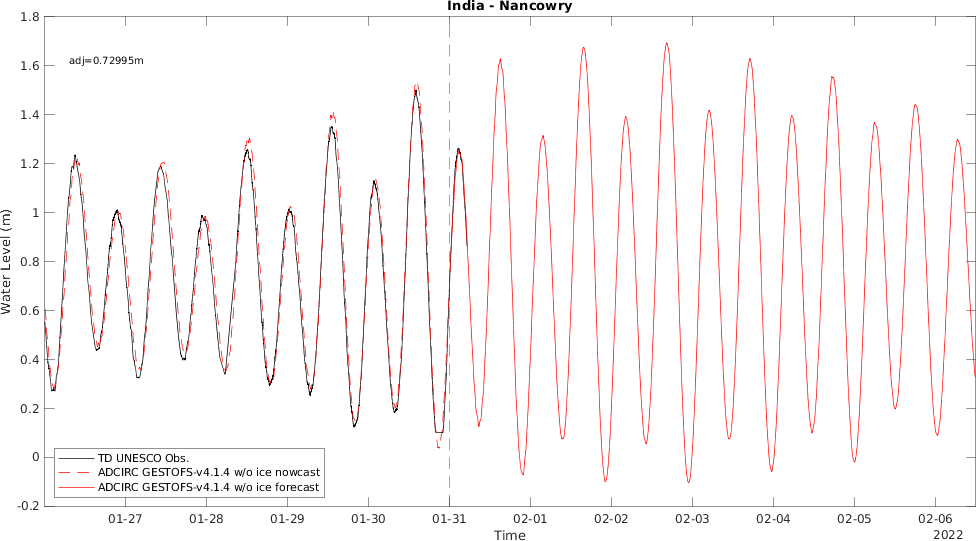 India - Nancowry
adj=0.72995m
Water Level (m)
1.8
1.6
1.4
1.2
1
0.8
0.6
0.4
0.2
0
-0.2
TD UNESCO Obs.
ADCIRC GESTOFS-v4.1.4 w/o ice nowcast
ADCIRC GESTOFS-v4.1.4 w/o ice forecast
01-27 01-28 01-29 01-30 01-31 02-01 02-02 02-03 02-04 02-05 02-06
Time
2022